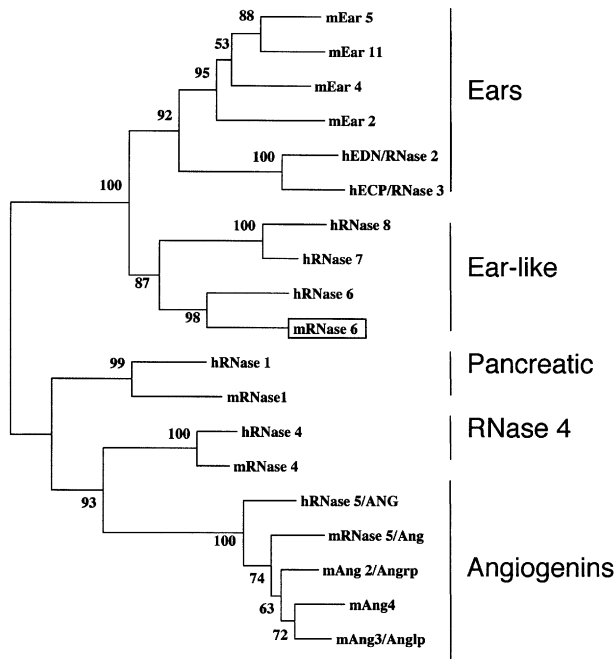 mEar 5
88
mEar 11
53
mEar 4
95
Ears
mEar 2
92
hEDN/RNase 2
100
hECP/RNase 3
100
hRNase 8
100
hRNase 7
Ear-like
87
hRNase 6
98
mRNase 6
hRNase 1
99
Pancreatic
mRNase1
hRNase 4
100
RNase 4
mRNase 4
93
hRNase 5/ANG
100
mRNase 5/Ang
74
mAng 2/Angrp
Angiogenins
63
mAng4
72
mAng3/Anglp